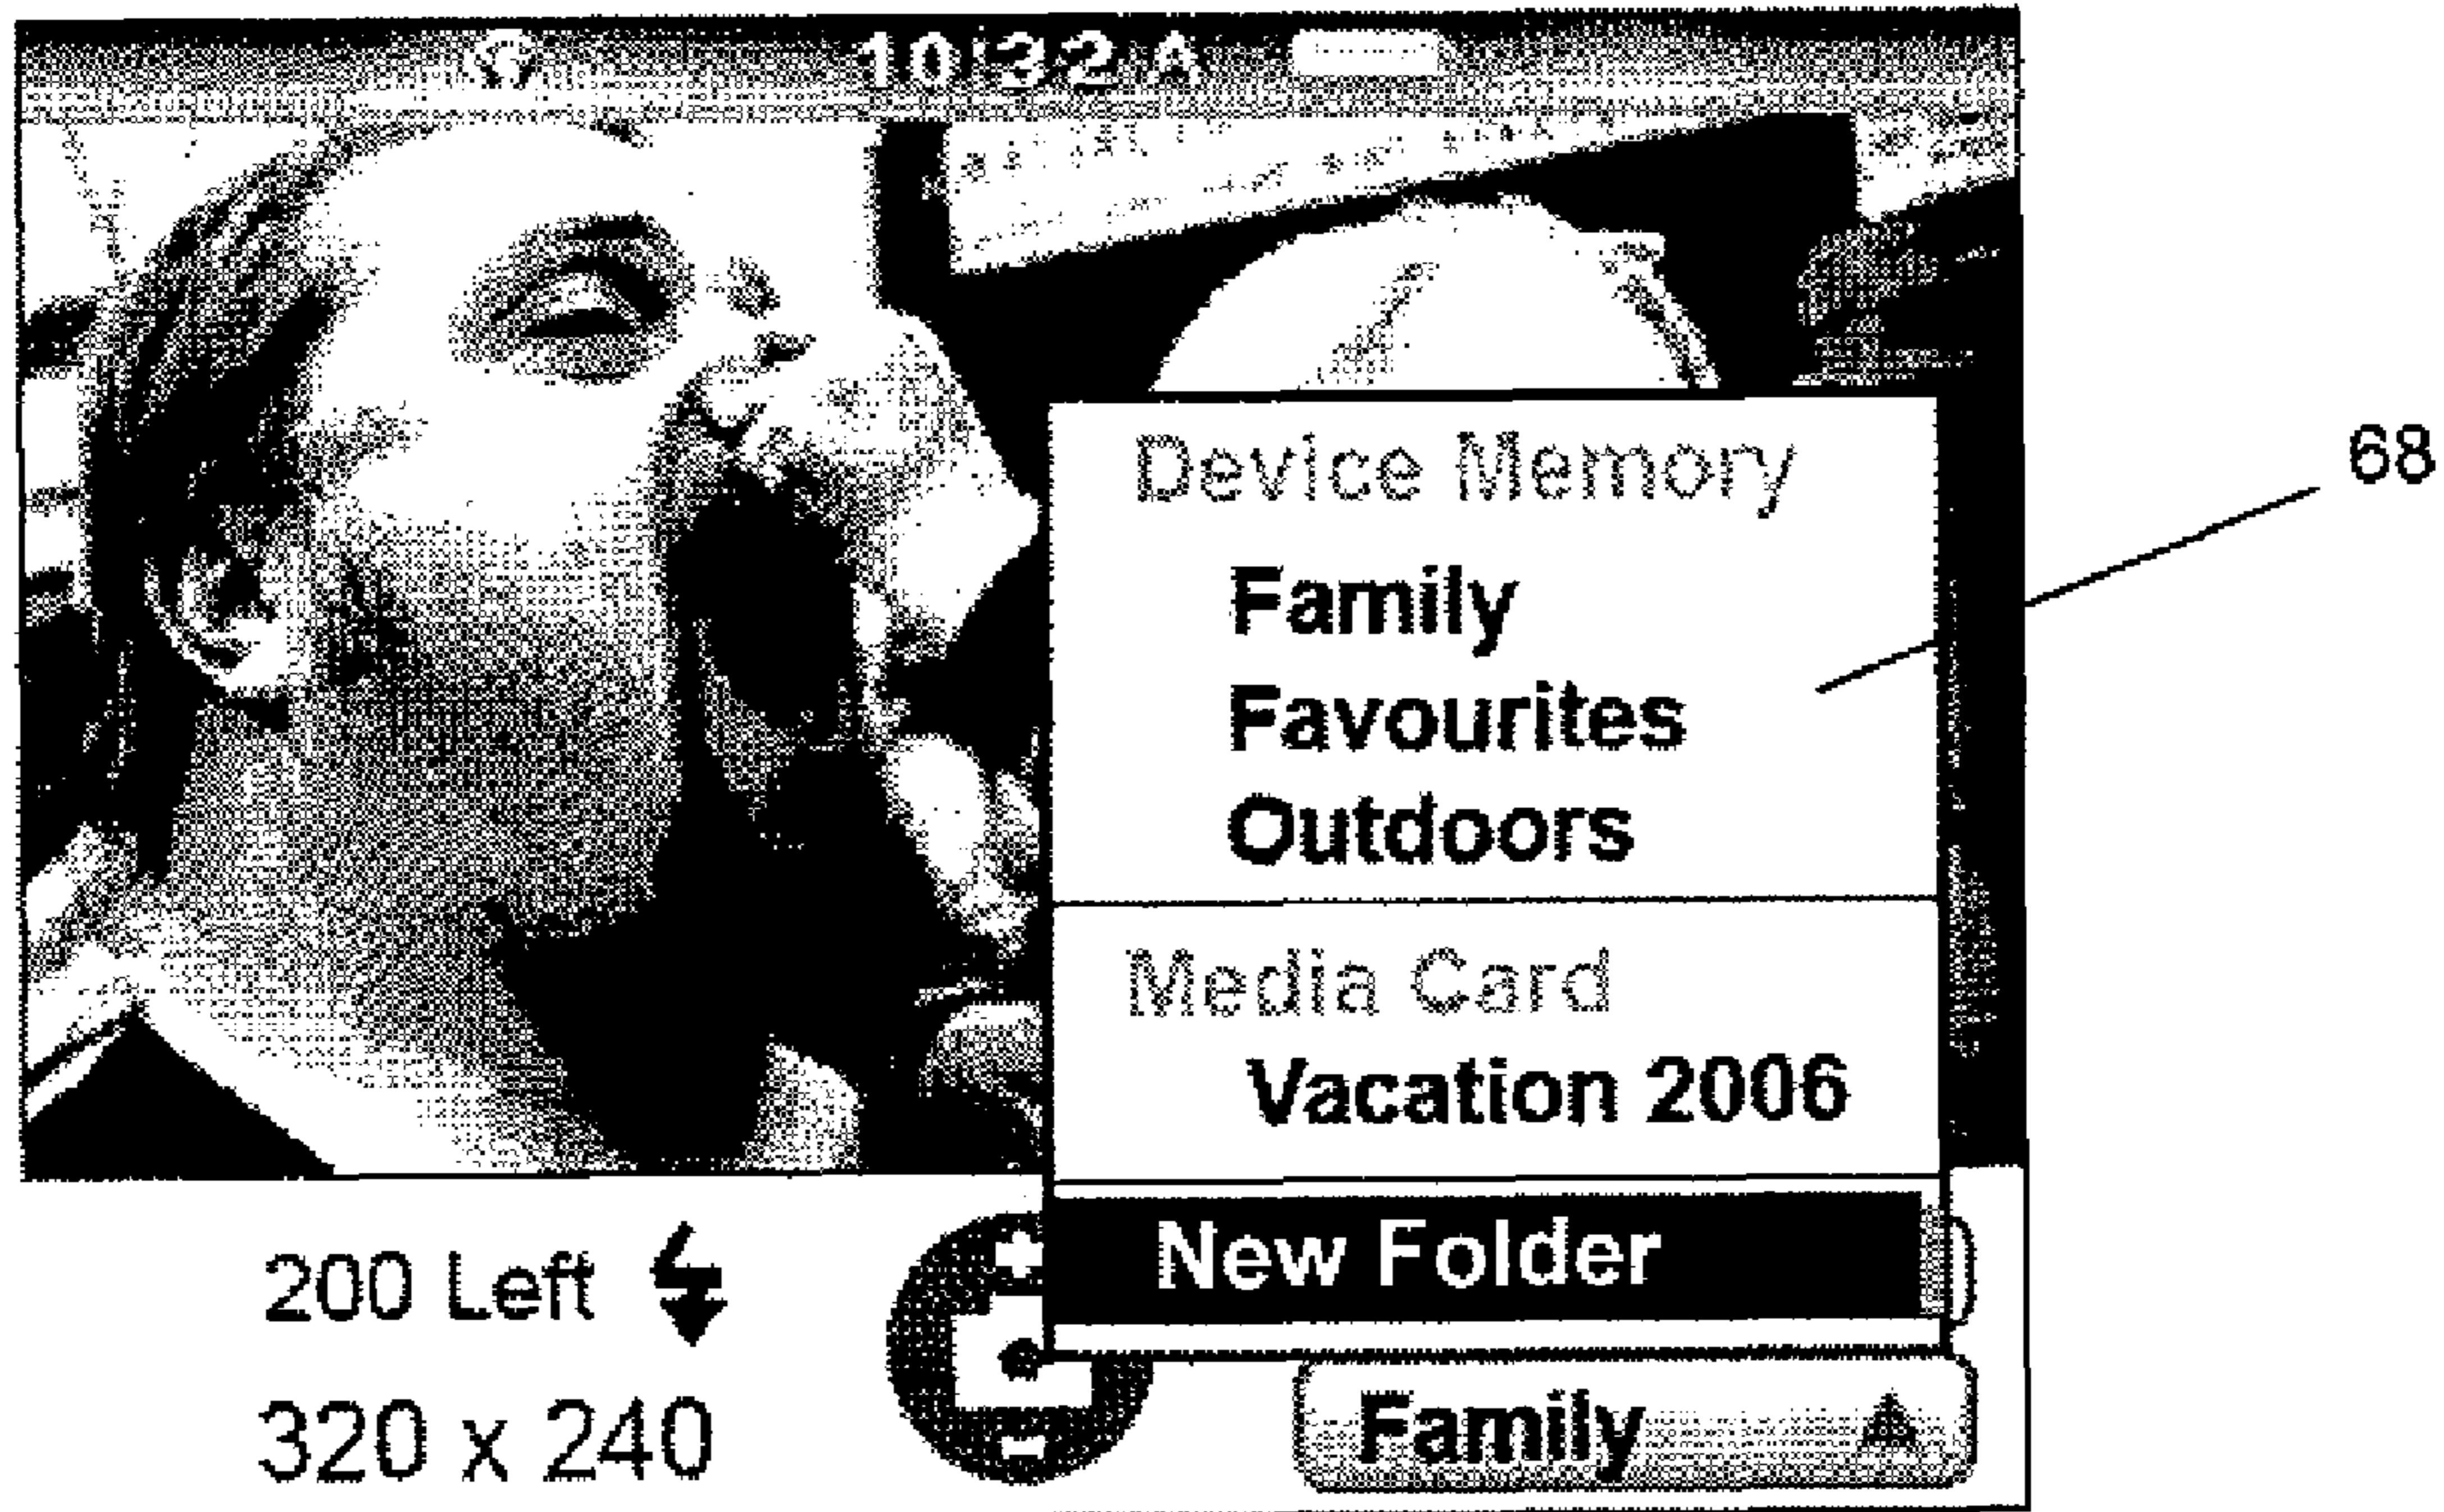 10:32 A
68
Device Memory
Family
Favourites
Outdoors
Media Card
Vacation 2006
New Folder
200 Left
320 x 240
Family